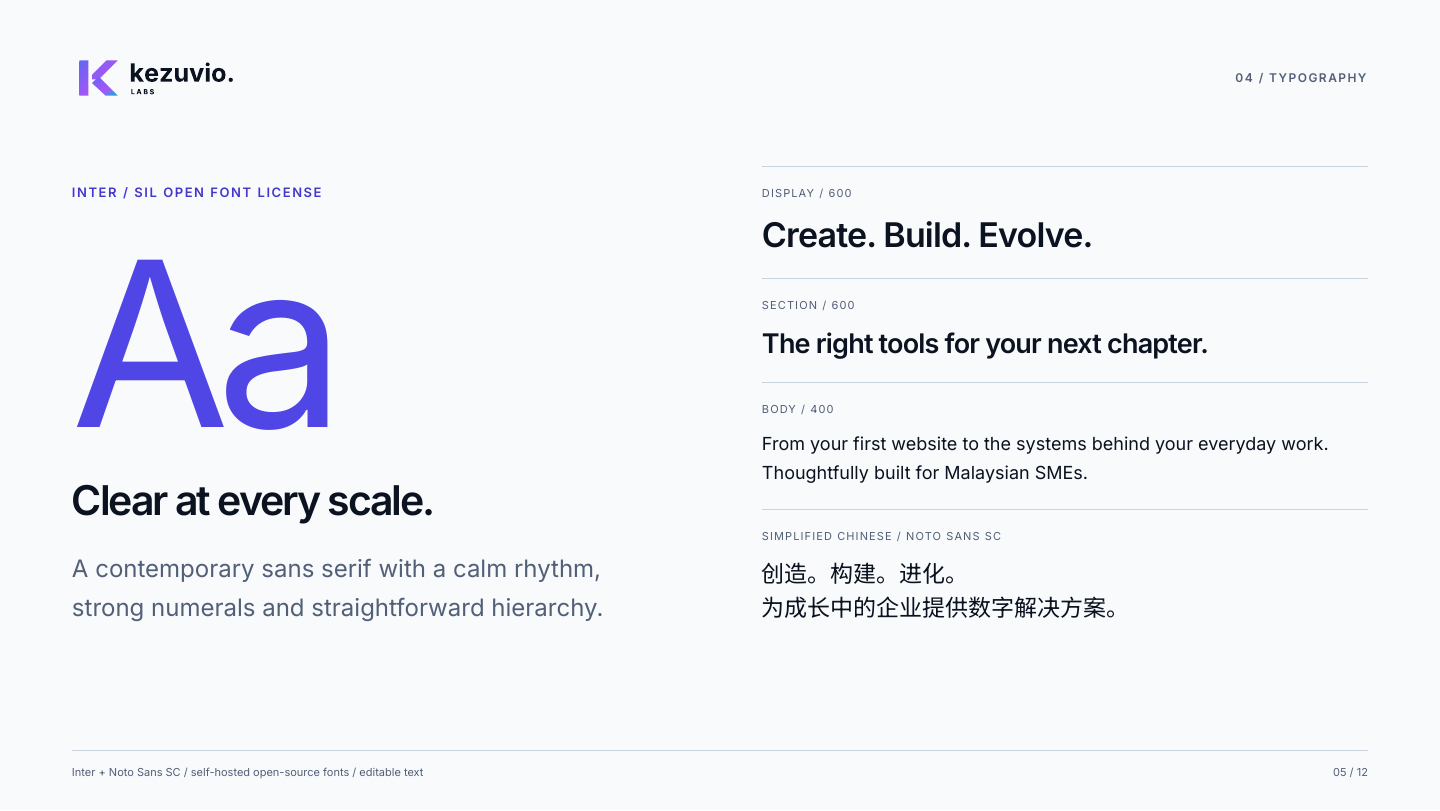 kezuvio.
LABS
04 / TYPOGRAPHY
INTER / SIL OPEN FONT LICENSE
Aa
Clear at every scale.
A contemporary sans serif with a calm rhythm,
strong numerals and straightforward hierarchy.
DISPLAY / 600
Create. Build. Evolve.
SECTION / 600
The right tools for your next chapter.
BODY / 400
From your first website to the systems behind your everyday work.
Thoughtfully built for Malaysian SMEs.
SIMPLIFIED CHINESE / NOTO SANS SC
创造。构建。进化。
为成长中的企业提供数字解决方案。
Inter + Noto Sans SC / self-hosted open-source fonts / editable text
05 / 12